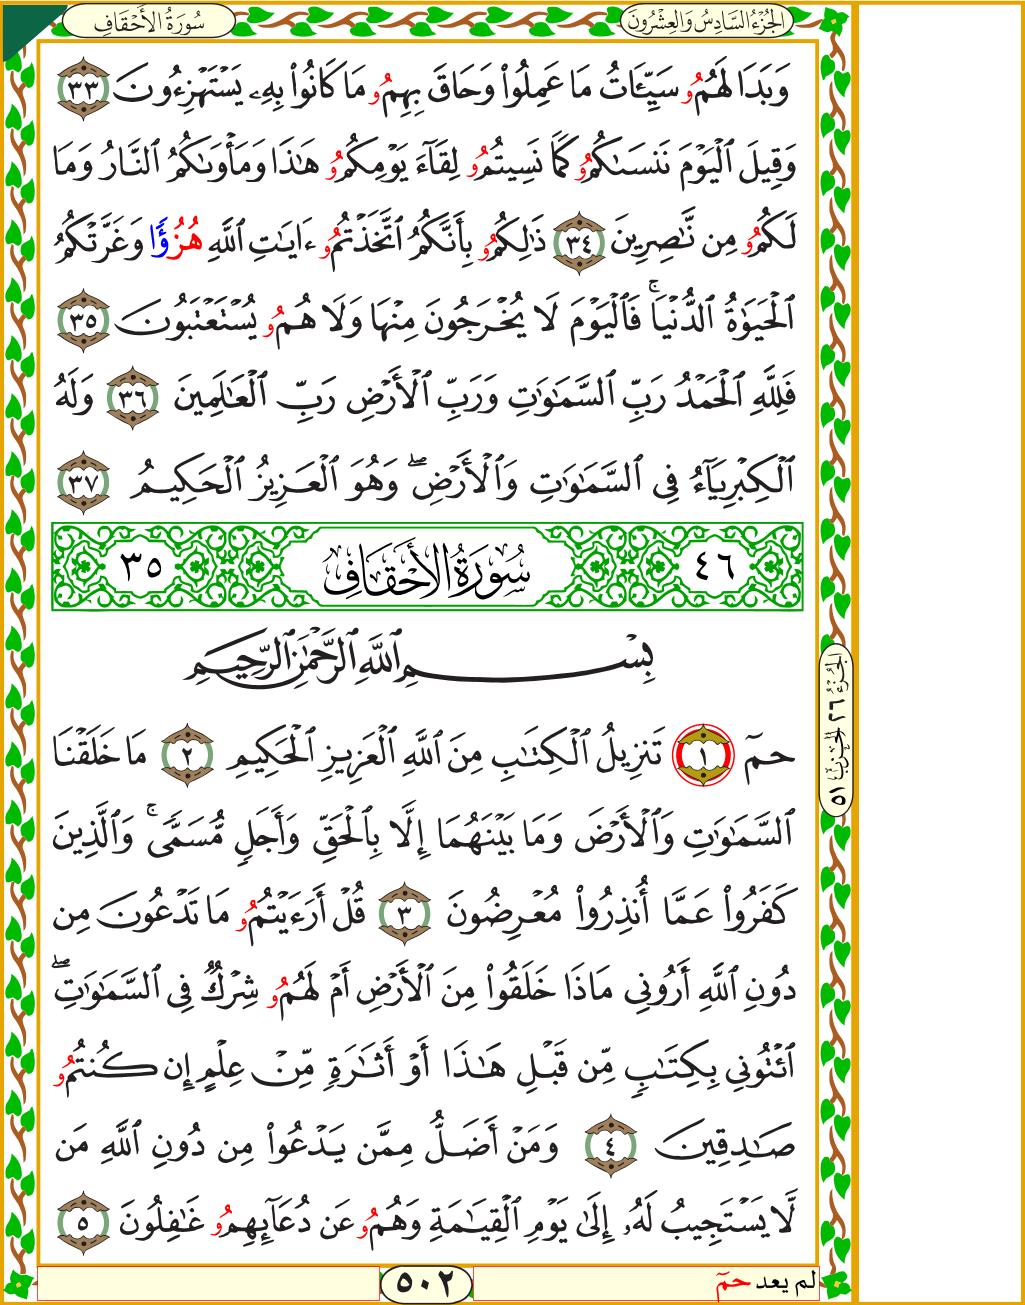 الجُزْءُ السَّادِسُ وَالعِشْرُونَ
سُورَةُ الأَحْقَافِ
وَبَدَا لَهُمُۥ سَيِّـَٔاتُ مَا عَمِلُوا۟ وَحَاقَ بِهِمُۥ مَا كَانُوا۟ بِهِۦ يَسْتَهْزِءُونَ ٣٣
وَقِيلَ ٱلْيَوْمَ نَنسَىٰكُمُۥ كَمَا نَسِيتُمُۥ لِقَآءَ يَوْمِكُمُۥ هَٰذَا وَمَأْوَىٰكُمُ ٱلنَّارُ وَمَا
لَكُمُۥ مِن نَّٰصِرِينَ ٣٤ ذَٰلِكُمُۥ بِأَنَّكُمُ ٱتَّخَذتُّمُۥ ءَايَٰتِ ٱللَّهِ هُزُؤًا وَغَرَّتْكُمُ
ٱلْحَيَوٰةُ ٱلدُّنْيَا ۚ فَٱلْيَوْمَ لَا يُخْرَجُونَ مِنْهَا وَلَا هُمُۥ يُسْتَعْتَبُونَ ٣٥
فَلِلَّهِ ٱلْحَمْدُ رَبِّ ٱلسَّمَٰوَٰتِ وَرَبِّ ٱلْأَرْضِ رَبِّ ٱلْعَٰلَمِينَ ٣٦ وَلَهُ
ٱلْكِبْرِيَآءُ فِى ٱلسَّمَٰوَٰتِ وَٱلْأَرْضِ ۖ وَهُوَ ٱلْعَزِيزُ ٱلْحَكِيمُ ٣٧
٤٦ سُورَةُ الأَحْقَافِ ٣٥
بِسْمِ ٱللَّهِ ٱلرَّحْمَٰنِ ٱلرَّحِيمِ
حمٓ ١ تَنزِيلُ ٱلْكِتَٰبِ مِنَ ٱللَّهِ ٱلْعَزِيزِ ٱلْحَكِيمِ ٢ مَا خَلَقْنَا
ٱلسَّمَٰوَٰتِ وَٱلْأَرْضَ وَمَا بَيْنَهُمَا إِلَّا بِٱلْحَقِّ وَأَجَلٍ مُّسَمًّى ۚ وَٱلَّذِينَ
كَفَرُوا۟ عَمَّا أُنذِرُوا۟ مُعْرِضُونَ ٣ قُلْ أَرَءَيْتُمُۥ مَا تَدْعُونَ مِن
دُونِ ٱللَّهِ أَرُونِى مَاذَا خَلَقُوا۟ مِنَ ٱلْأَرْضِ أَمْ لَهُمُۥ شِرْكٌ فِى ٱلسَّمَٰوَٰتِ ۖ
ٱئْتُونِى بِكِتَٰبٍ مِّن قَبْلِ هَٰذَا أَوْ أَثَٰرَةٍ مِّنْ عِلْمٍ إِن كُنتُمُۥ
صَٰدِقِينَ ٤ وَمَنْ أَضَلُّ مِمَّن يَدْعُوا۟ مِن دُونِ ٱللَّهِ مَن
لَّا يَسْتَجِيبُ لَهُۥ إِلَىٰ يَوْمِ ٱلْقِيَٰمَةِ وَهُمُۥ عَن دُعَآئِهِمُۥ غَٰفِلُونَ ٥
الجُزْءُ ٢٦ الحِزْبُ ٥١
لم يعد حمٓ
٥٠٢